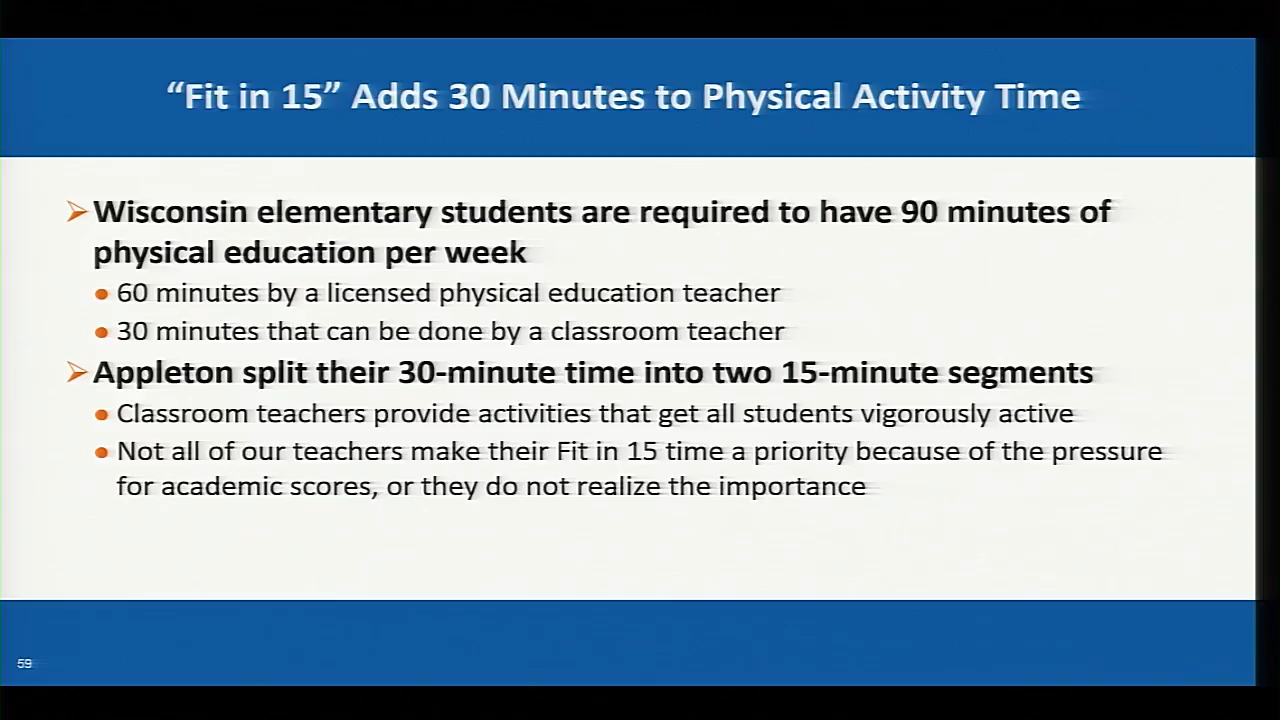 “Fit in 15” Adds 30 Minutes to Physical Activity Time
Wisconsin elementary students are required to have 90 minutes of
physical education per week
60 minutes by a licensed physical education teacher
30 minutes that can be done by a classroom teacher
Appleton split their 30-minute time into two 15-minute segments
Classroom teachers provide activities that get all students vigorously active
Not all of our teachers make their Fit in 15 time a priority because of the pressure
for academic scores, or they do not realize the importance
59